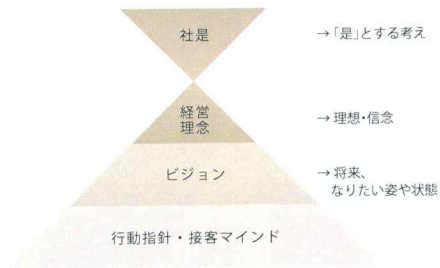 社是
→「是」とする考え
経営
理念
→ 理想・信念
ビジョン
→ 将来、
なりたい姿や状態
行動指針・接客マインド